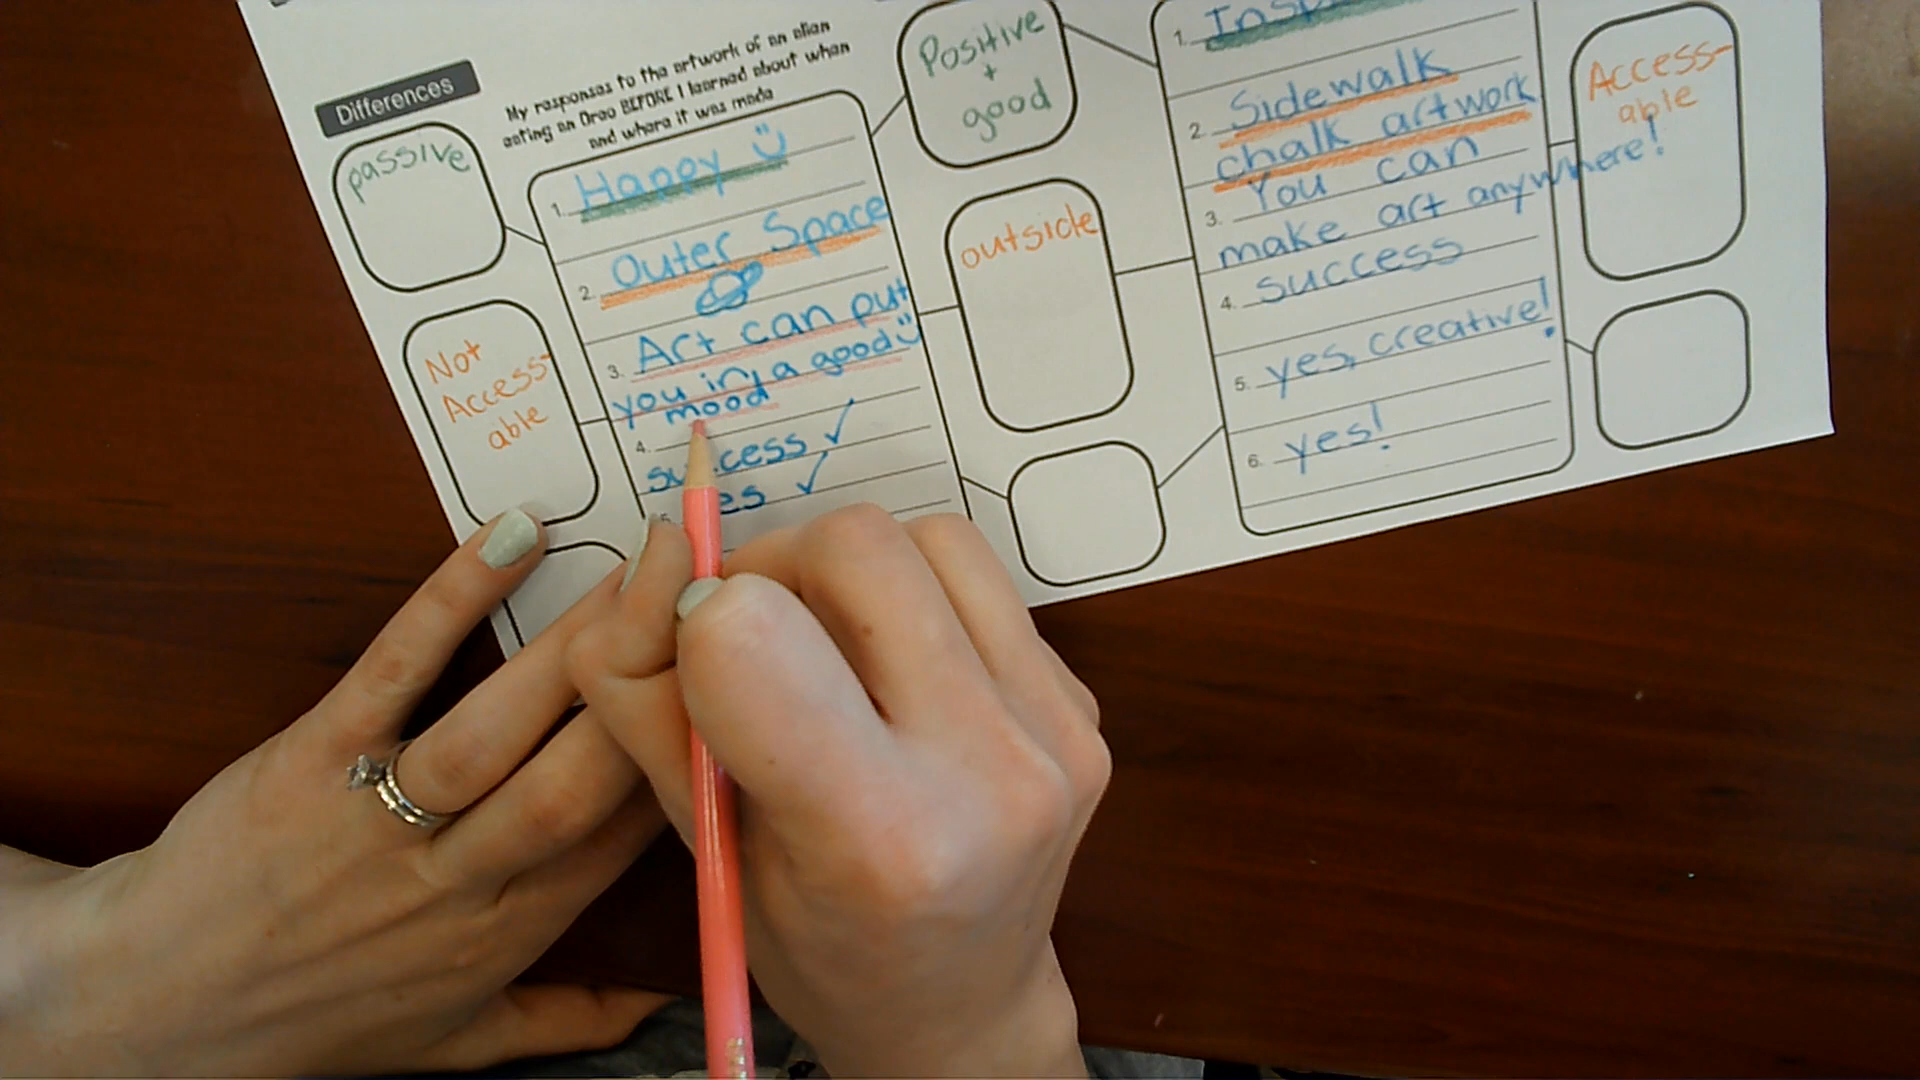 Differences
My responses to the artwork of an alien
eating an Oreo BEFORE I learned about when
and where it was made
passive
Not
Access-
able
1. Happy
2. Outer Space
3. Art can put
you in a good
mood
4.
success ✓
5.
Positive
+
good
outside
1.
2. Sidewalk
chalk artwork
3. You can
make art anywhere!
4. success
5. yes, creative!
6. yes!
Access-
able